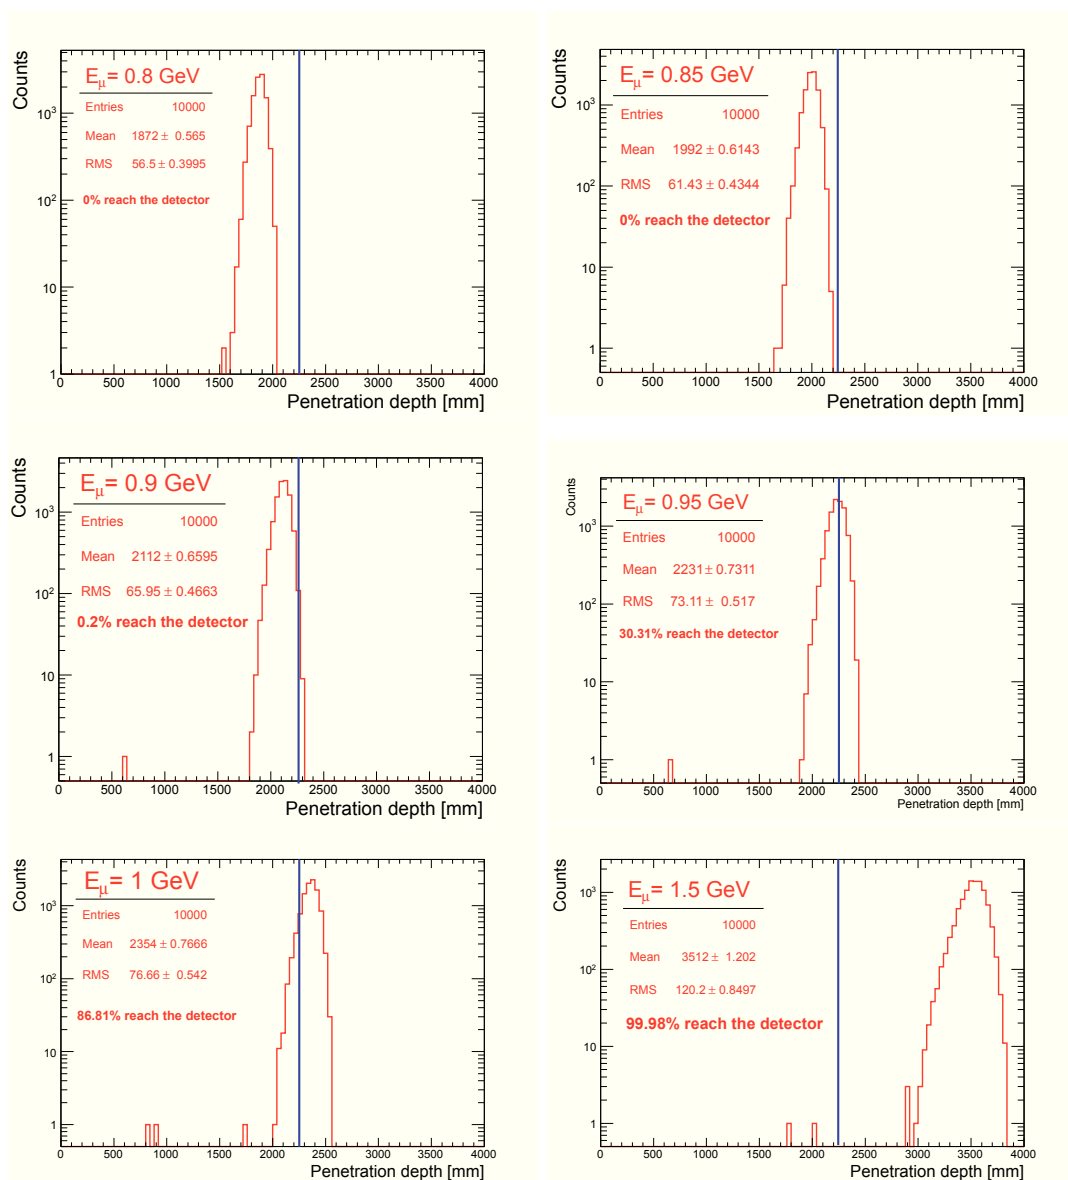 Counts
E_μ = 0.8 GeV
Entries 10000
Mean 1872 ± 0.565
RMS 56.5 ± 0.3995
0% reach the detector
10³
10²
10
1
0 500 1000 1500 2000 2500 3000 3500 4000
Penetration depth [mm]
Counts
E_μ = 0.85 GeV
Entries 10000
Mean 1992 ± 0.6143
RMS 61.43 ± 0.4344
0% reach the detector
10³
10²
10
1
0 500 1000 1500 2000 2500 3000 3500 4000
Penetration depth [mm]
Counts
E_μ = 0.9 GeV
Entries 10000
Mean 2112 ± 0.6595
RMS 65.95 ± 0.4663
0.2% reach the detector
10³
10²
10
1
0 500 1000 1500 2000 2500 3000 3500 4000
Penetration depth [mm]
Counts
E_μ = 0.95 GeV
Entries 10000
Mean 2231 ± 0.7311
RMS 73.11 ± 0.517
30.31% reach the detector
10³
10²
10
1
0 500 1000 1500 2000 2500 3000 3500 4000
Penetration depth [mm]
Counts
E_μ = 1 GeV
Entries 10000
Mean 2354 ± 0.7666
RMS 76.66 ± 0.542
86.81% reach the detector
10³
10²
10
1
0 500 1000 1500 2000 2500 3000 3500 4000
Penetration depth [mm]
Counts
E_μ = 1.5 GeV
Entries 10000
Mean 3512 ± 1.202
RMS 120.2 ± 0.8497
99.98% reach the detector
10³
10²
10
1
0 500 1000 1500 2000 2500 3000 3500 4000
Penetration depth [mm]